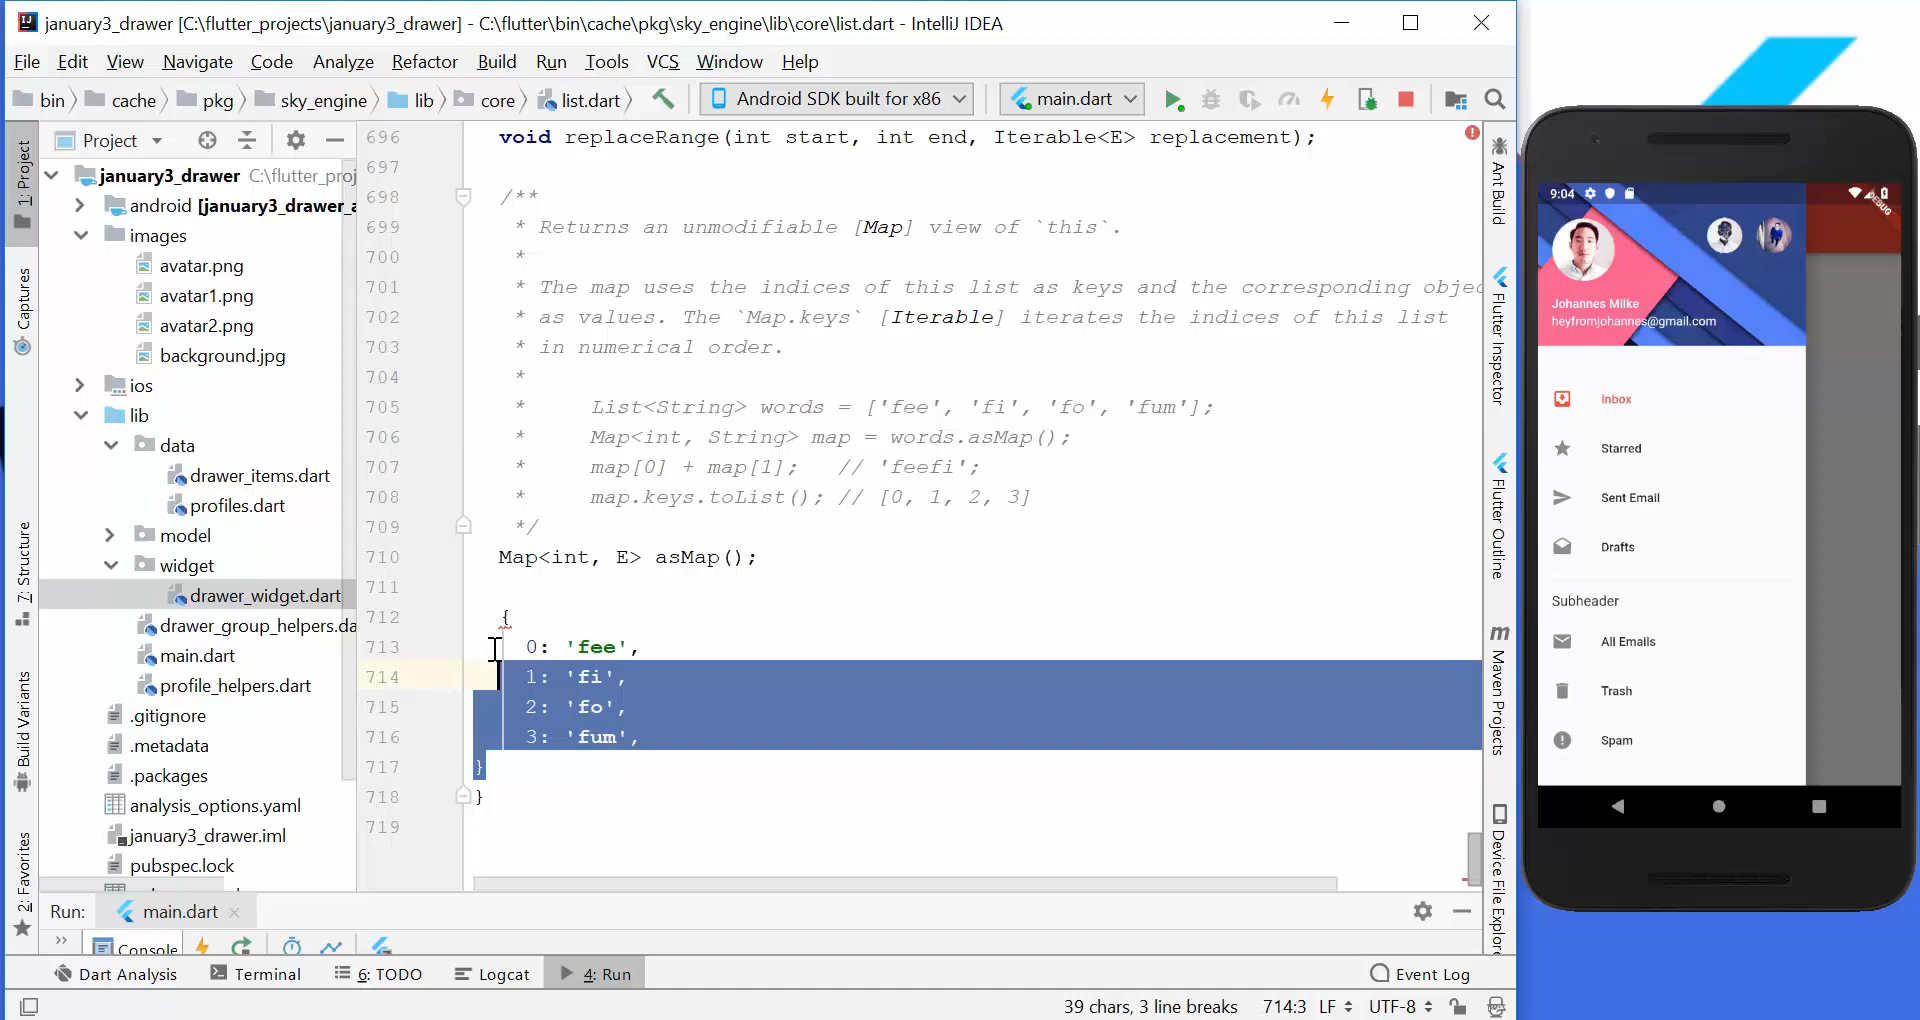 january3_drawer [C:\flutter_projects\january3_drawer] - C:\flutter\bin\cache\pkg\sky_engine\lib\core\list.dart - IntelliJ IDEA
File Edit View Navigate Code Analyze Refactor Build Run Tools VCS Window Help
bin cache pkg sky_engine lib core list.dart Android SDK built for x86 main.dart
Project
1: Project
Captures
7: Structure
Build Variants
2: Favorites
january3_drawer C:\flutter_proj
android [january3_drawer_a
images
avatar.png
avatar1.png
avatar2.png
background.jpg
ios
lib
data
drawer_items.dart
profiles.dart
model
widget
drawer_widget.dart
drawer_group_helpers.da
main.dart
profile_helpers.dart
.gitignore
.metadata
.packages
analysis_options.yaml
january3_drawer.iml
pubspec.lock
696 void replaceRange(int start, int end, Iterable<E> replacement);
697
698 /**
699 * Returns an unmodifiable [Map] view of `this`.
700 *
701 * The map uses the indices of this list as keys and the corresponding objec
702 * as values. The `Map.keys` [Iterable] iterates the indices of this list
703 * in numerical order.
704 *
705 * List<String> words = ['fee', 'fi', 'fo', 'fum'];
706 * Map<int, String> map = words.asMap();
707 * map[0] + map[1]; // 'feefi';
708 * map.keys.toList(); // [0, 1, 2, 3]
709 */
710 Map<int, E> asMap();
711
712 {
713 0: 'fee',
714 1: 'fi',
715 2: 'fo',
716 3: 'fum',
717 }
718 }
719
Ant Build
Flutter Inspector
Flutter Outline
m Maven Projects
Device File Explore
Run: main.dart
Console
Dart Analysis Terminal 6: TODO Logcat 4: Run Event Log
39 chars, 3 line breaks 714:3 LF UTF-8
9:04
DEBUG
Johannes Milke
heyfromjohannes@gmail.com
Inbox
Starred
Sent Email
Drafts
Subheader
All Emails
Trash
Spam